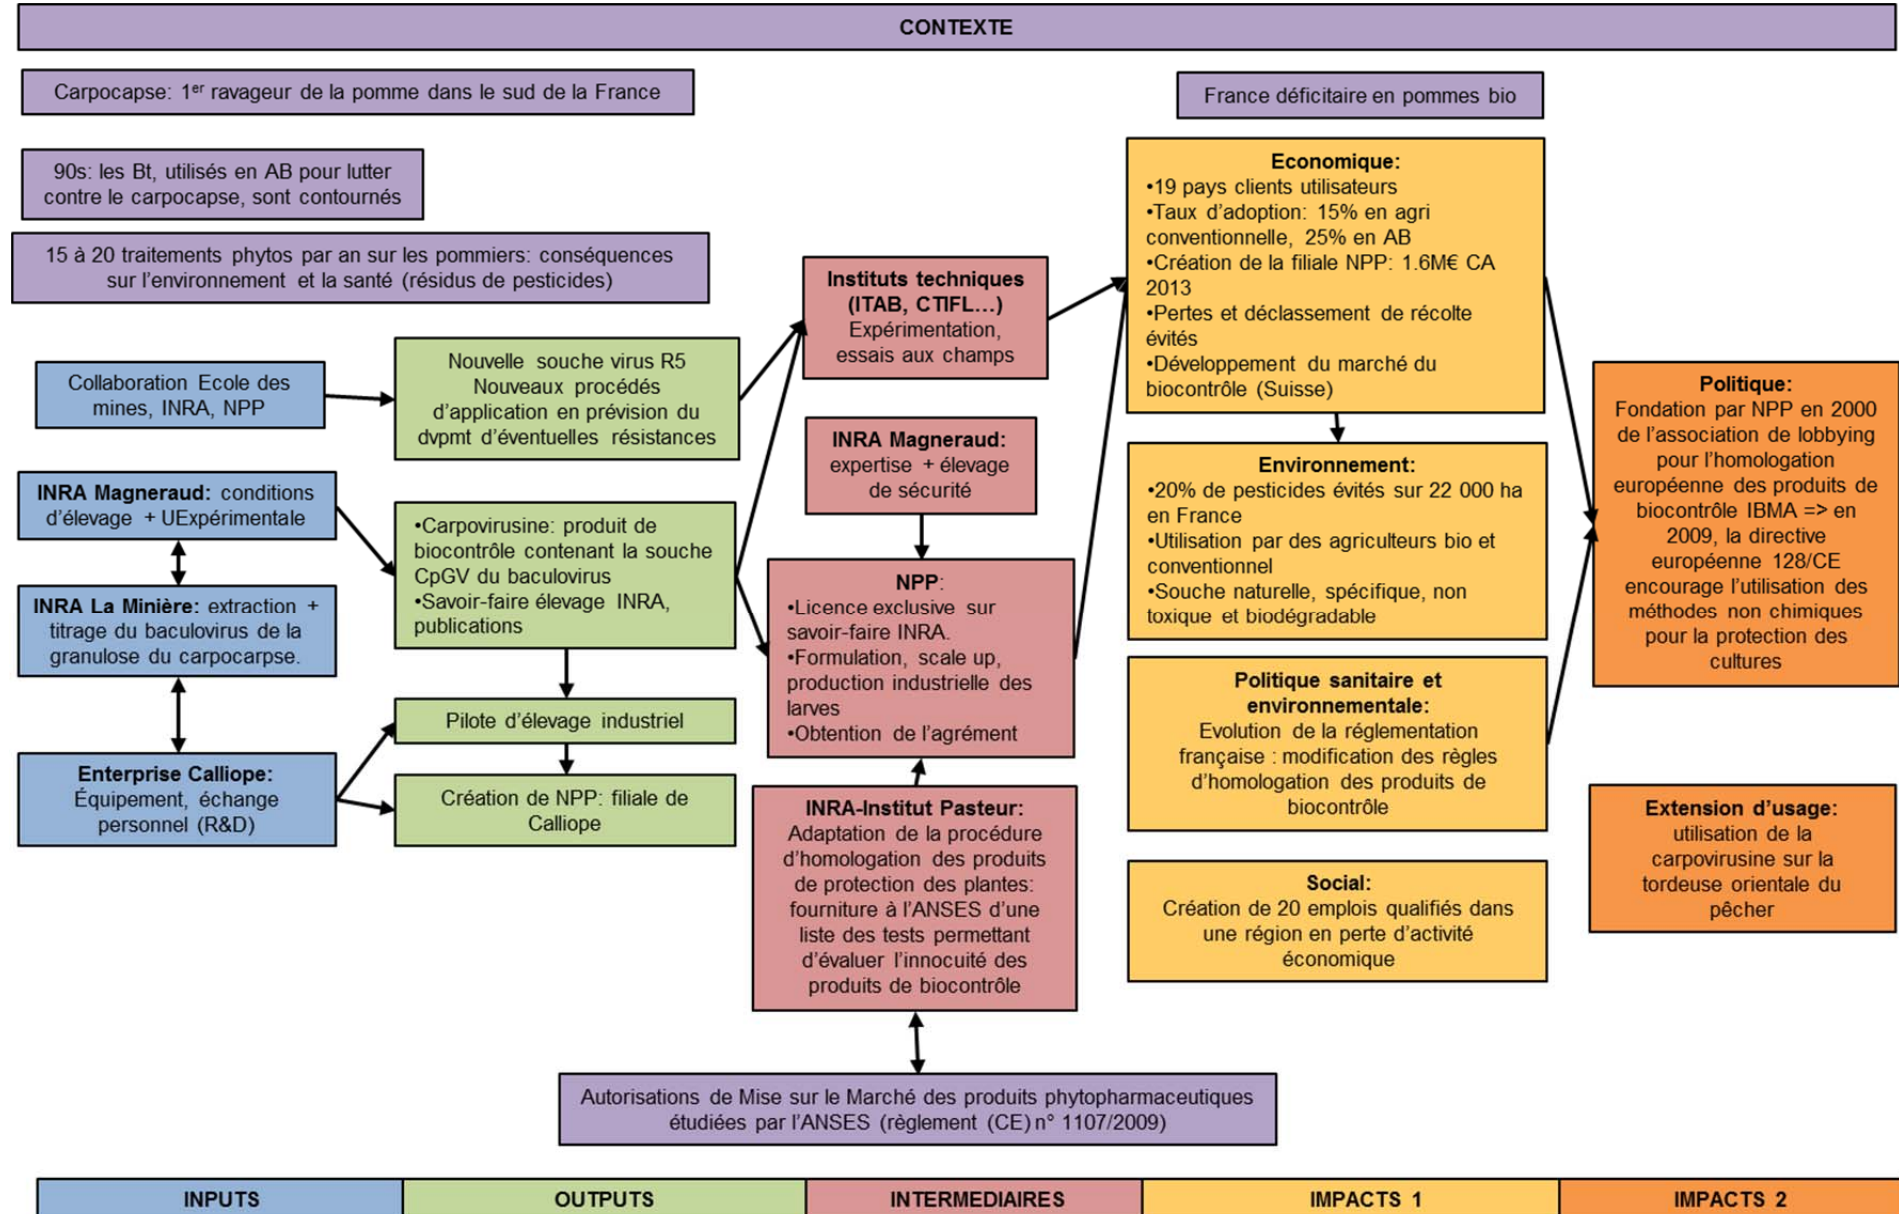 CONTEXTE
Carpocapse: 1er ravageur de la pomme dans le sud de la France
France déficitaire en pommes bio
90s: les Bt, utilisés en AB pour lutter
contre le carpocapse, sont contournés
15 à 20 traitements phytos par an sur les pommiers: conséquences
sur l'environnement et la santé (résidus de pesticides)
Collaboration Ecole des
mines, INRA, NPP
INRA Magneraud: conditions
d'élevage + UExpérimentale
INRA La Minière: extraction +
titrage du baculovirus de la
granulose du carpocarpse.
Enterprise Calliope:
Équipement, échange
personnel (R&D)
Nouvelle souche virus R5
Nouveaux procédés
d'application en prévision du
dvpmt d'éventuelles résistances
•Carpovirusine: produit de
biocontrôle contenant la souche
CpGV du baculovirus
•Savoir-faire élevage INRA,
publications
Pilote d'élevage industriel
Création de NPP: filiale de
Calliope
Instituts techniques
(ITAB, CTIFL…)
Expérimentation,
essais aux champs
INRA Magneraud:
expertise + élevage
de sécurité
NPP:
•Licence exclusive sur
savoir-faire INRA.
•Formulation, scale up,
production industrielle des
larves
•Obtention de l'agrément
INRA-Institut Pasteur:
Adaptation de la procédure
d'homologation des produits
de protection des plantes:
fourniture à l'ANSES d'une
liste des tests permettant
d'évaluer l'innocuité des
produits de biocontrôle
Autorisations de Mise sur le Marché des produits phytopharmaceutiques
étudiées par l'ANSES (règlement (CE) n° 1107/2009)
Economique:
•19 pays clients utilisateurs
•Taux d'adoption: 15% en agri
conventionnelle, 25% en AB
•Création de la filiale NPP: 1.6M€ CA
2013
•Pertes et déclassement de récolte
évités
•Développement du marché du
biocontrôle (Suisse)
Environnement:
•20% de pesticides évités sur 22 000 ha
en France
•Utilisation par des agriculteurs bio et
conventionnel
•Souche naturelle, spécifique, non
toxique et biodégradable
Politique sanitaire et
environnementale:
Evolution de la réglementation
française : modification des règles
d'homologation des produits de
biocontrôle
Social:
Création de 20 emplois qualifiés dans
une région en perte d'activité
économique
Politique:
Fondation par NPP en 2000
de l'association de lobbying
pour l'homologation
européenne des produits de
biocontrôle IBMA => en
2009, la directive
européenne 128/CE
encourage l'utilisation des
méthodes non chimiques
pour la protection des
cultures
Extension d'usage:
utilisation de la
carpovirusine sur la
tordeuse orientale du
pêcher
INPUTS
OUTPUTS
INTERMEDIAIRES
IMPACTS 1
IMPACTS 2